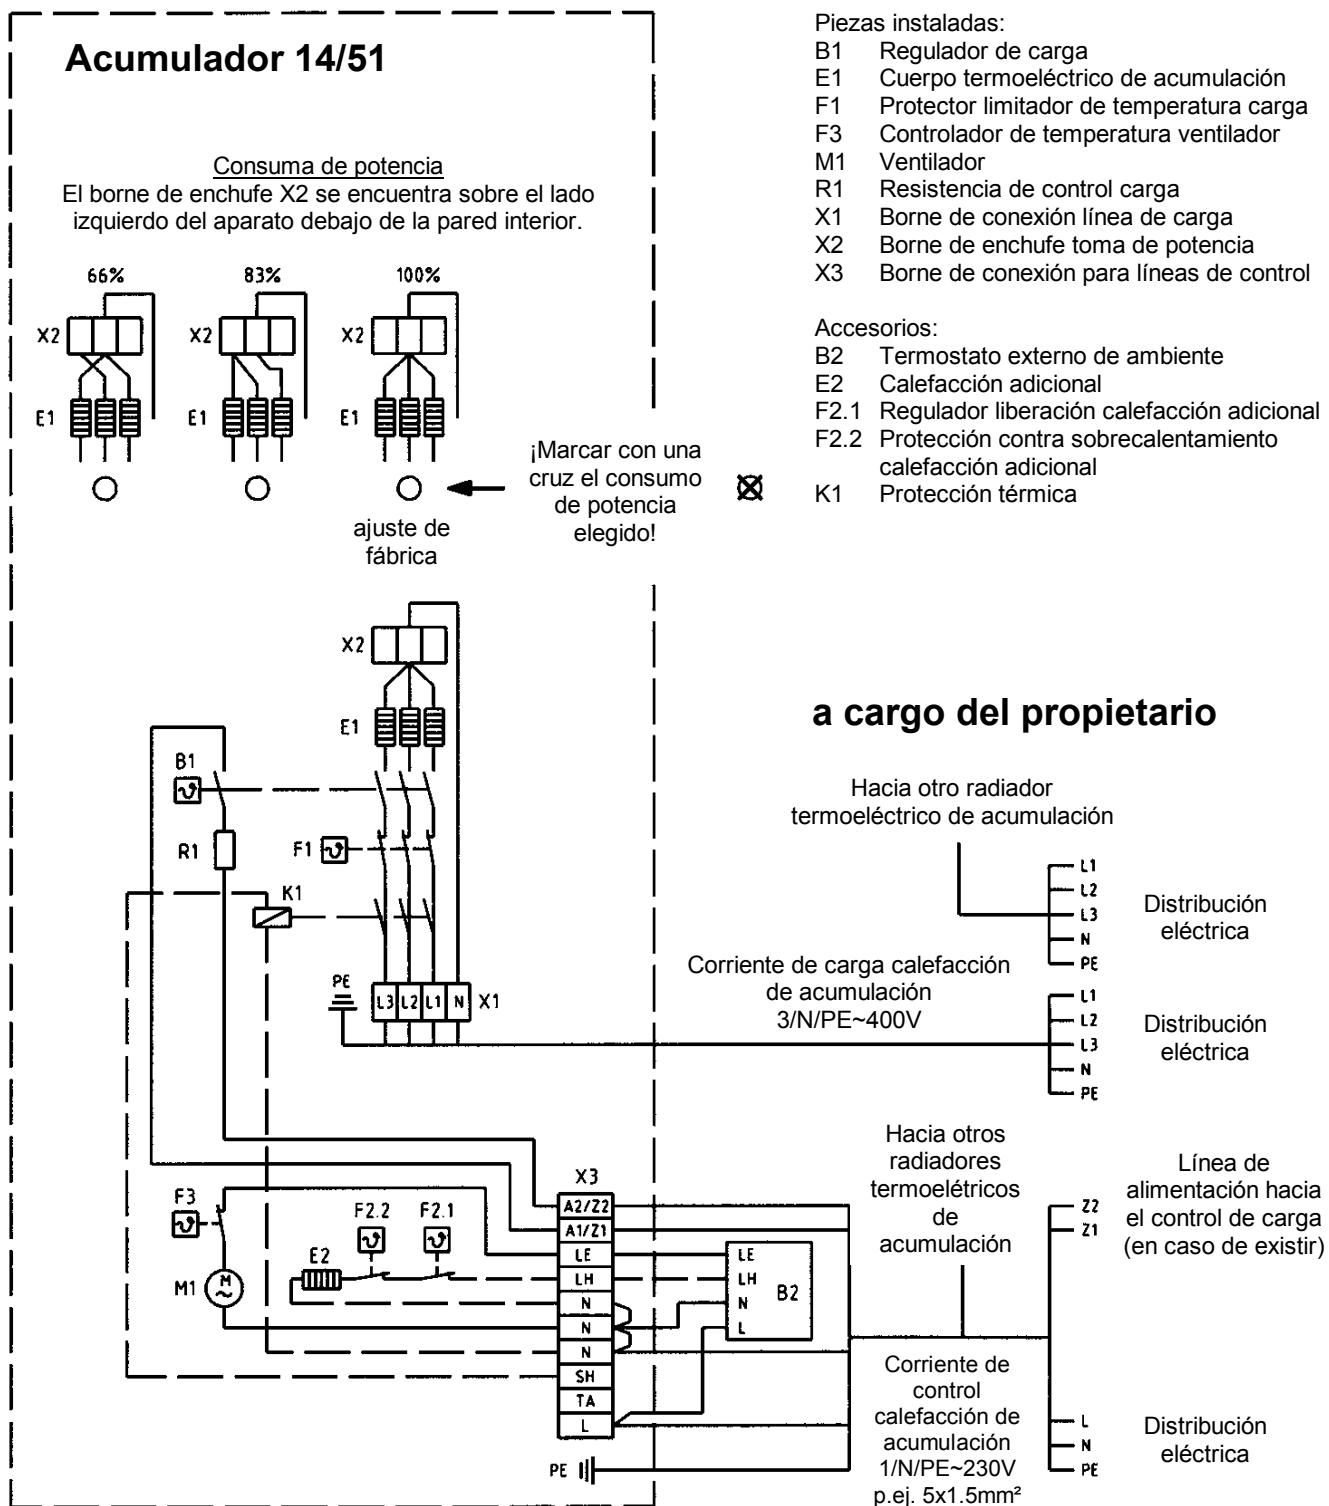 Acumulador 14/51
Consuma de potencia
El borne de enchufe X2 se encuentra sobre el lado
izquierdo del aparato debajo de la pared interior.
66%
83%
100%
X2
X2
X2
E1
E1
E1
ajuste de
fábrica
¡Marcar con una
cruz el consumo
de potencia
elegido!
Piezas instaladas:
B1 Regulador de carga
E1 Cuerpo termoeléctrico de acumulación
F1 Protector limitador de temperatura carga
F3 Controlador de temperatura ventilador
M1 Ventilador
R1 Resistencia de control carga
X1 Borne de conexión línea de carga
X2 Borne de enchufe toma de potencia
X3 Borne de conexión para líneas de control
Accesorios:
B2 Termostato externo de ambiente
E2 Calefacción adicional
F2.1 Regulador liberación calefacción adicional
F2.2 Protección contra sobrecalentamiento
calefacción adicional
K1 Protección térmica
X2
E1
B1
R1
F1
K1
PE
L3 L2 L1 N X1
a cargo del propietario
Hacia otro radiador
termoeléctrico de acumulación
L1
L2
L3
N
PE
Distribución
eléctrica
Corriente de carga calefacción
de acumulación
3/N/PE~400V
L1
L2
L3
N
PE
Distribución
eléctrica
F3
M1
M
~
E2
F2.2
F2.1
X3
A2/Z2
A1/Z1
LE
LH
N
N
N
SH
TA
L
PE
LE
LH
N
L
B2
Hacia otros
radiadores
termoelétricos
de
acumulación
Z2
Z1
Línea de
alimentación hacia
el control de carga
(en caso de existir)
Corriente de
control
calefacción de
acumulación
1/N/PE~230V
p.ej. 5x1.5mm²
L
N
PE
Distribución
eléctrica